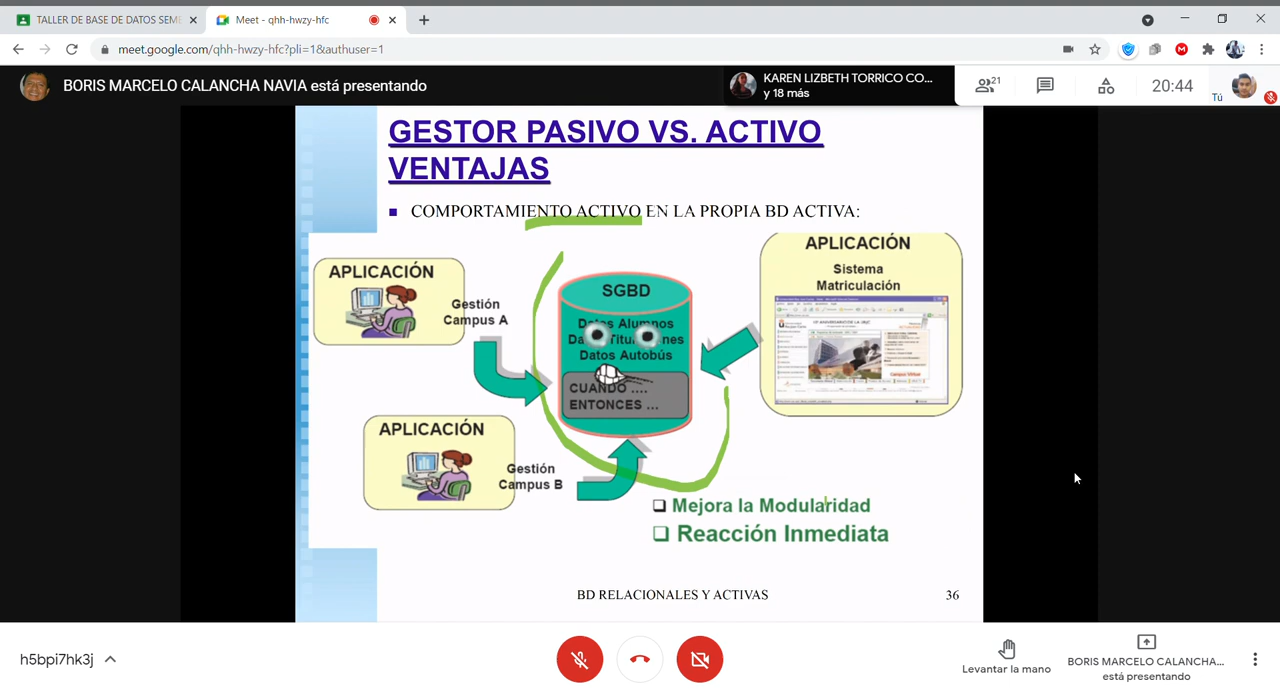 TALLER DE BASE DE DATOS SEM
Meet - qhh-hwzy-hfc
meet.google.com/qhh-hwzy-hfc?pli=1&authuser=1
BORIS MARCELO CALANCHA NAVIA está presentando
KAREN LIZBETH TORRICO CO...
y 18 más
21
20:44
Tú
GESTOR PASIVO VS. ACTIVO
VENTAJAS
COMPORTAMIENTO ACTIVO EN LA PROPIA BD ACTIVA:
APLICACIÓN
Gestión
Campus A
SGBD
Datos Alumnos
Datos Autobús
CUANDO ....
ENTONCES ...
APLICACIÓN
Sistema
Matriculación
APLICACIÓN
Gestión
Campus B
Mejora la Modularidad
Reacción Inmediata
BD RELACIONALES Y ACTIVAS
36
h5bpi7hk3j
Levantar la mano
BORIS MARCELO CALANCHA...
está presentando